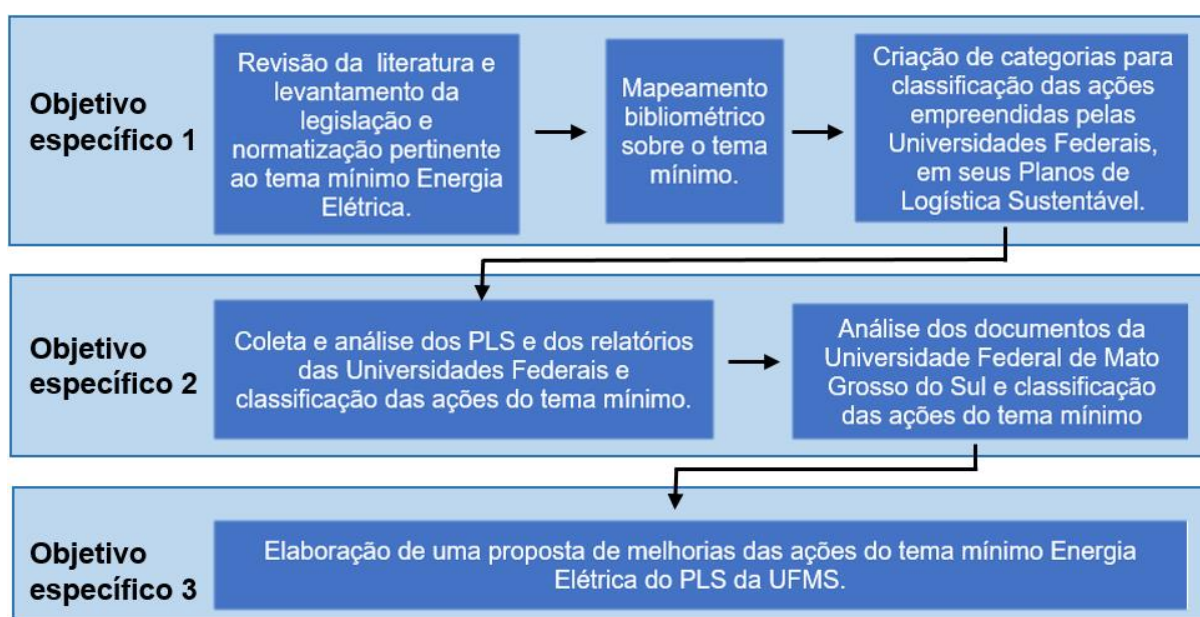 Objetivo
específico 1
Revisão da literatura e
levantamento da
legislação e
normatização pertinente
ao tema mínimo Energia
Elétrica.
Mapeamento
bibliométrico
sobre o tema
mínimo.
Criação de categorias para
classificação das ações
empreendidas pelas
Universidades Federais,
em seus Planos de
Logística Sustentável.
Objetivo
específico 2
Coleta e análise dos PLS e dos relatórios
das Universidades Federais e
classificação das ações do tema mínimo.
Análise dos documentos da
Universidade Federal de Mato
Grosso do Sul e classificação
das ações do tema mínimo
Objetivo
específico 3
Elaboração de uma proposta de melhorias das ações do tema mínimo Energia
Elétrica do PLS da UFMS.